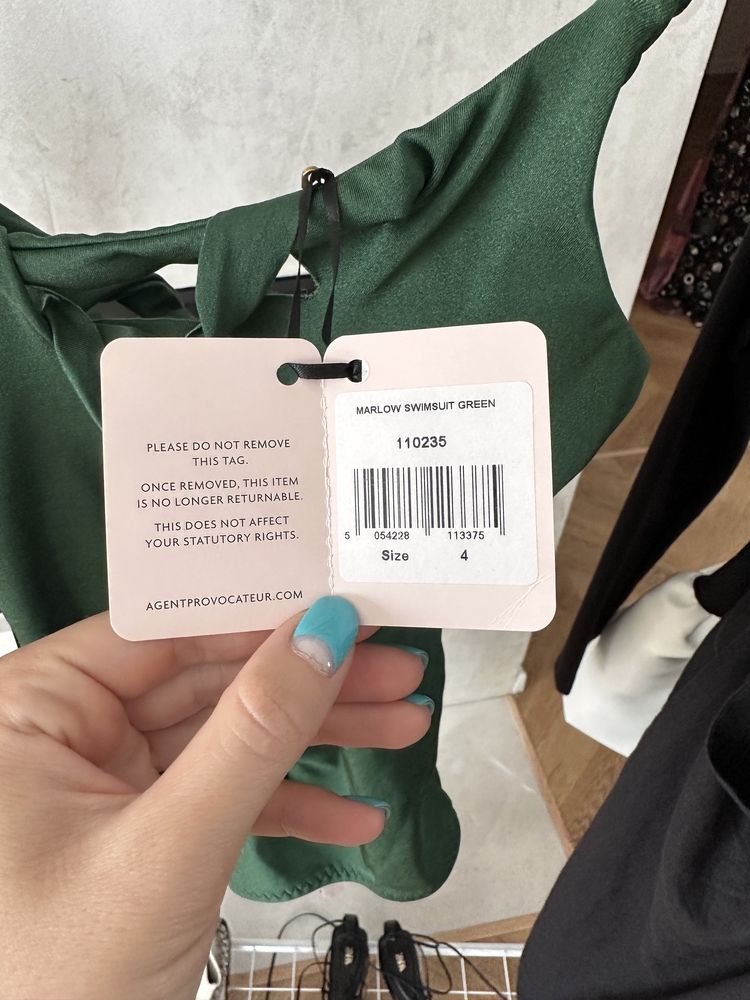 PLEASE DO NOT REMOVE
THIS TAG.
ONCE REMOVED, THIS ITEM
IS NO LONGER RETURNABLE.
THIS DOES NOT AFFECT
YOUR STATUTORY RIGHTS.
AGENTPROVOCATEUR.COM
MARLOW SWIMSUIT GREEN
110235
5 054228 113375
Size 4